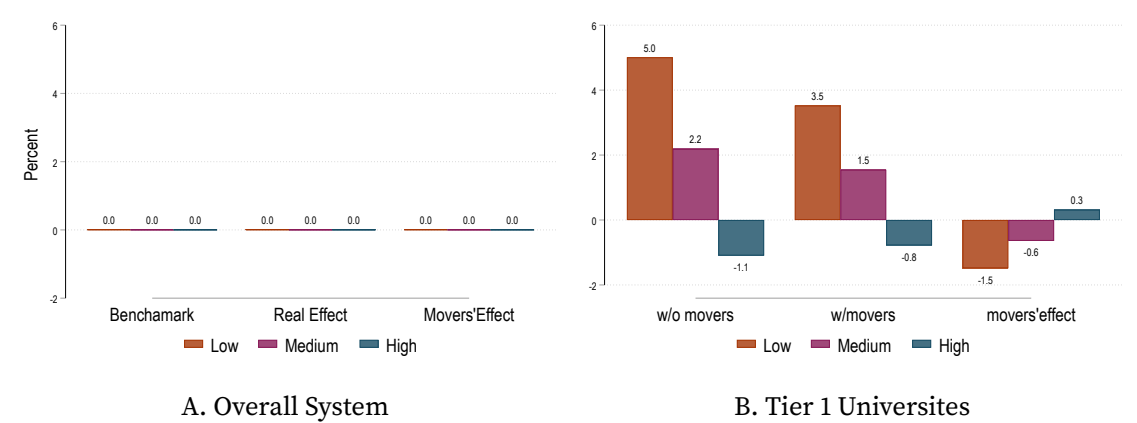 Percent
6
4
2
0
-2
0.0 0.0 0.0 0.0 0.0 0.0 0.0 0.0 0.0
Benchamark Real Effect Movers'Effect
Low Medium High
A. Overall System
6
4
2
0
-2
5.0
2.2
-1.1
3.5
1.5
-0.8
-1.5
-0.6
0.3
w/o movers w/movers movers'effect
Low Medium High
B. Tier 1 Universites